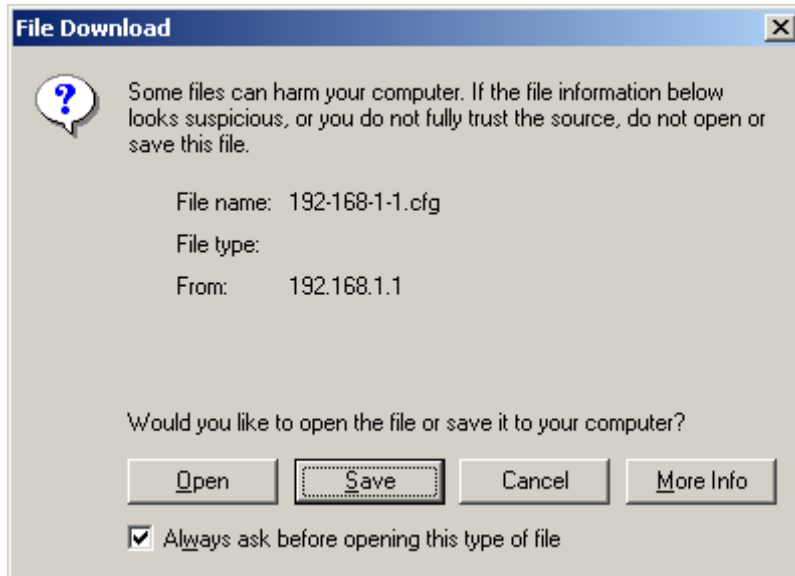 File Download
Some files can harm your computer. If the file information below
looks suspicious, or you do not fully trust the source, do not open or
save this file.
File name: 192-168-1-1.cfg
File type:
From: 192.168.1.1
Would you like to open the file or save it to your computer?
Open Save Cancel More Info
Always ask before opening this type of file